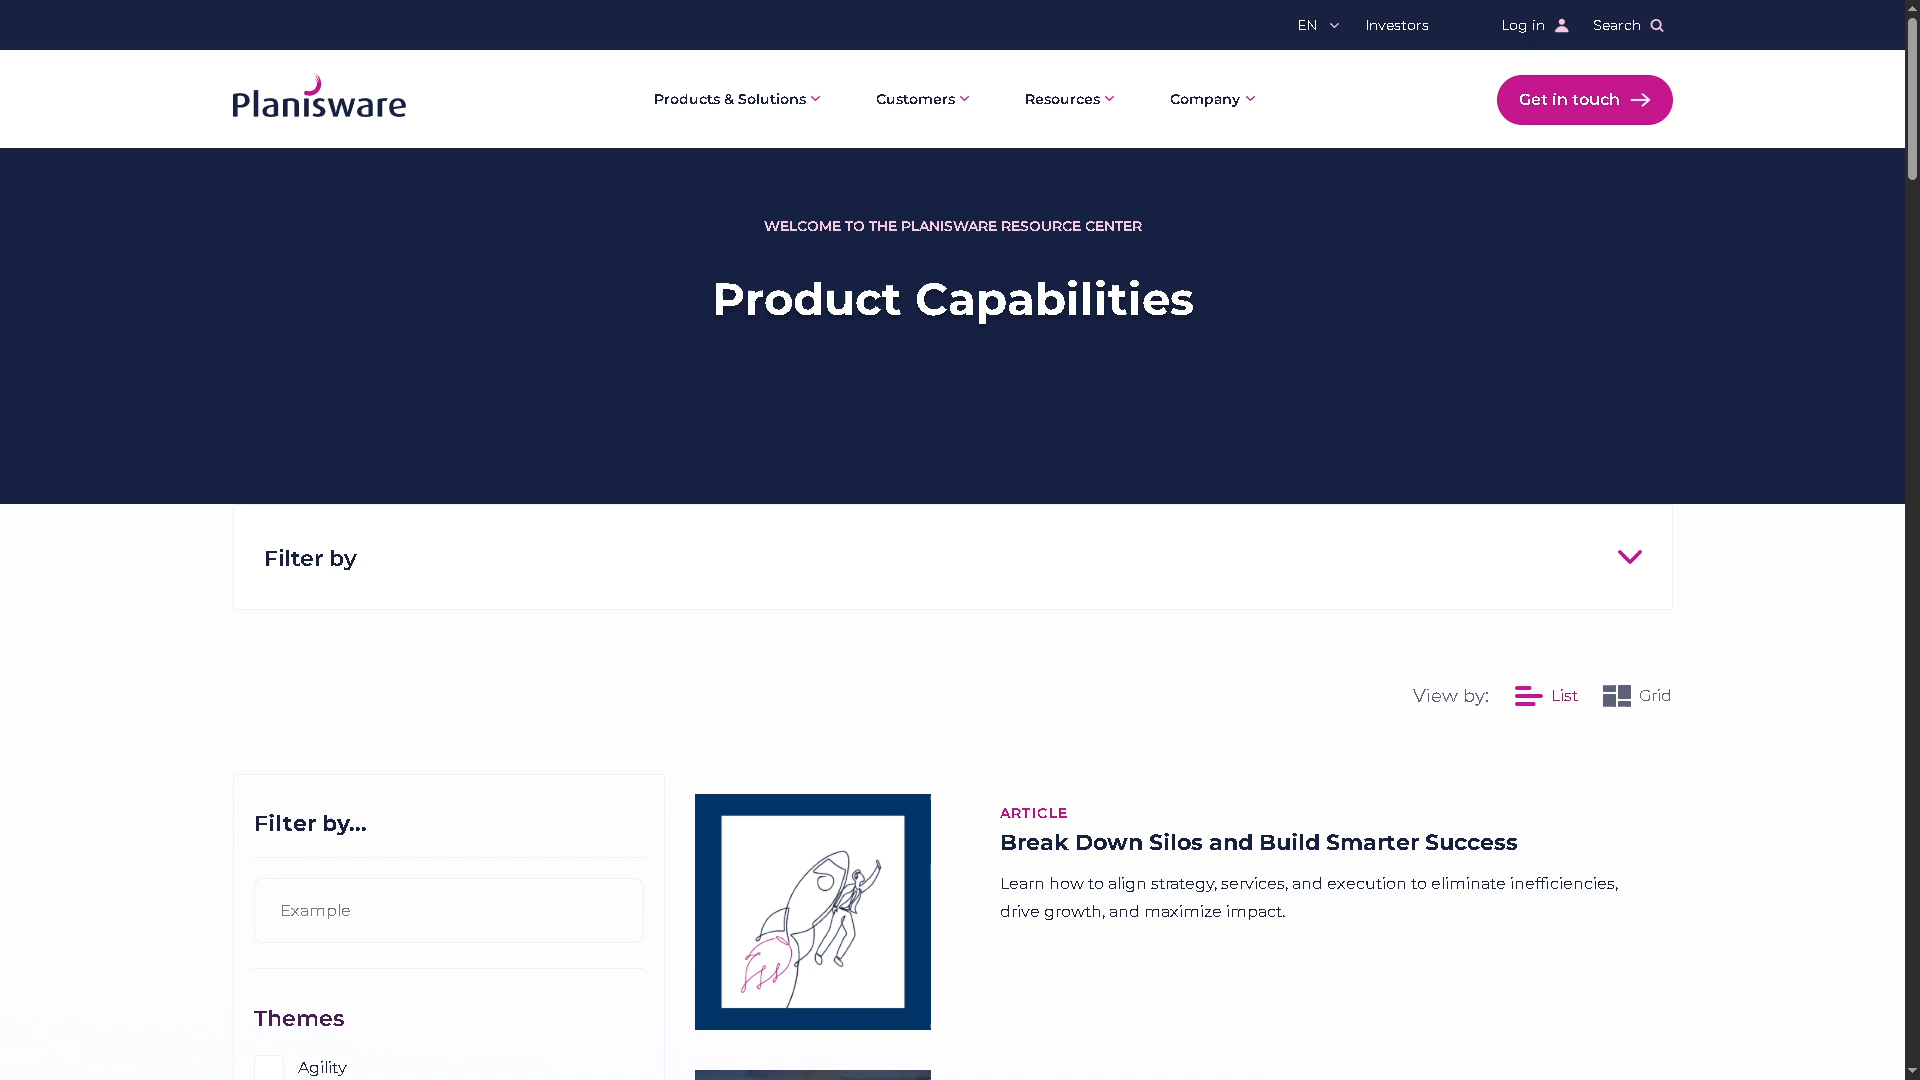 EN
Investors
Log in
Search
Planisware
Products & Solutions
Customers
Resources
Company
Get in touch
WELCOME TO THE PLANISWARE RESOURCE CENTER
Product Capabilities
Filter by
View by:
List
Grid
Filter by...
Example
Themes
Agility
ARTICLE
Break Down Silos and Build Smarter Success
Learn how to align strategy, services, and execution to eliminate inefficiencies,
drive growth, and maximize impact.